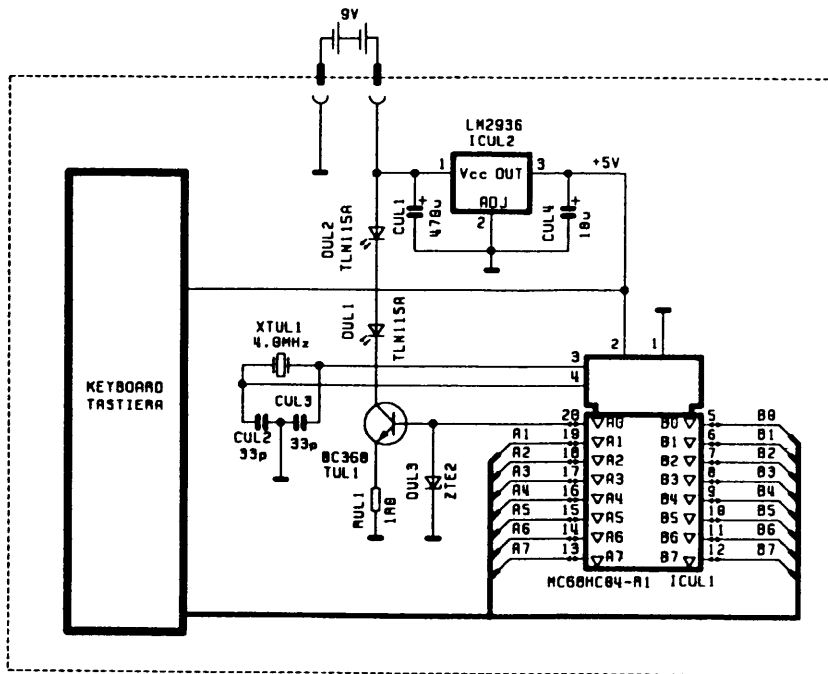 9V
LM2936
ICUL2
1
3
+5V
Vcc OUT
ADJ
2
CUL1
470u
CUL4
10u
DUL2
TLN115A
DUL1
TLN115A
XTUL1
4.0MHz
CUL2
33p
CUL3
33p
KEYBOARD
TASTIERA
BC368
TUL1
RUL1
1R0
DUL3
ZTE2
2
1
3
4
20
A0
B0
5
B0
A1
19
A1
B1
6
B1
A2
18
A2
B2
7
B2
A3
17
A3
B3
8
B3
A4
16
A4
B4
9
B4
A5
15
A5
B5
10
B5
A6
14
A6
B6
11
B6
A7
13
A7
B7
12
B7
MC68HC04-A1
ICUL1